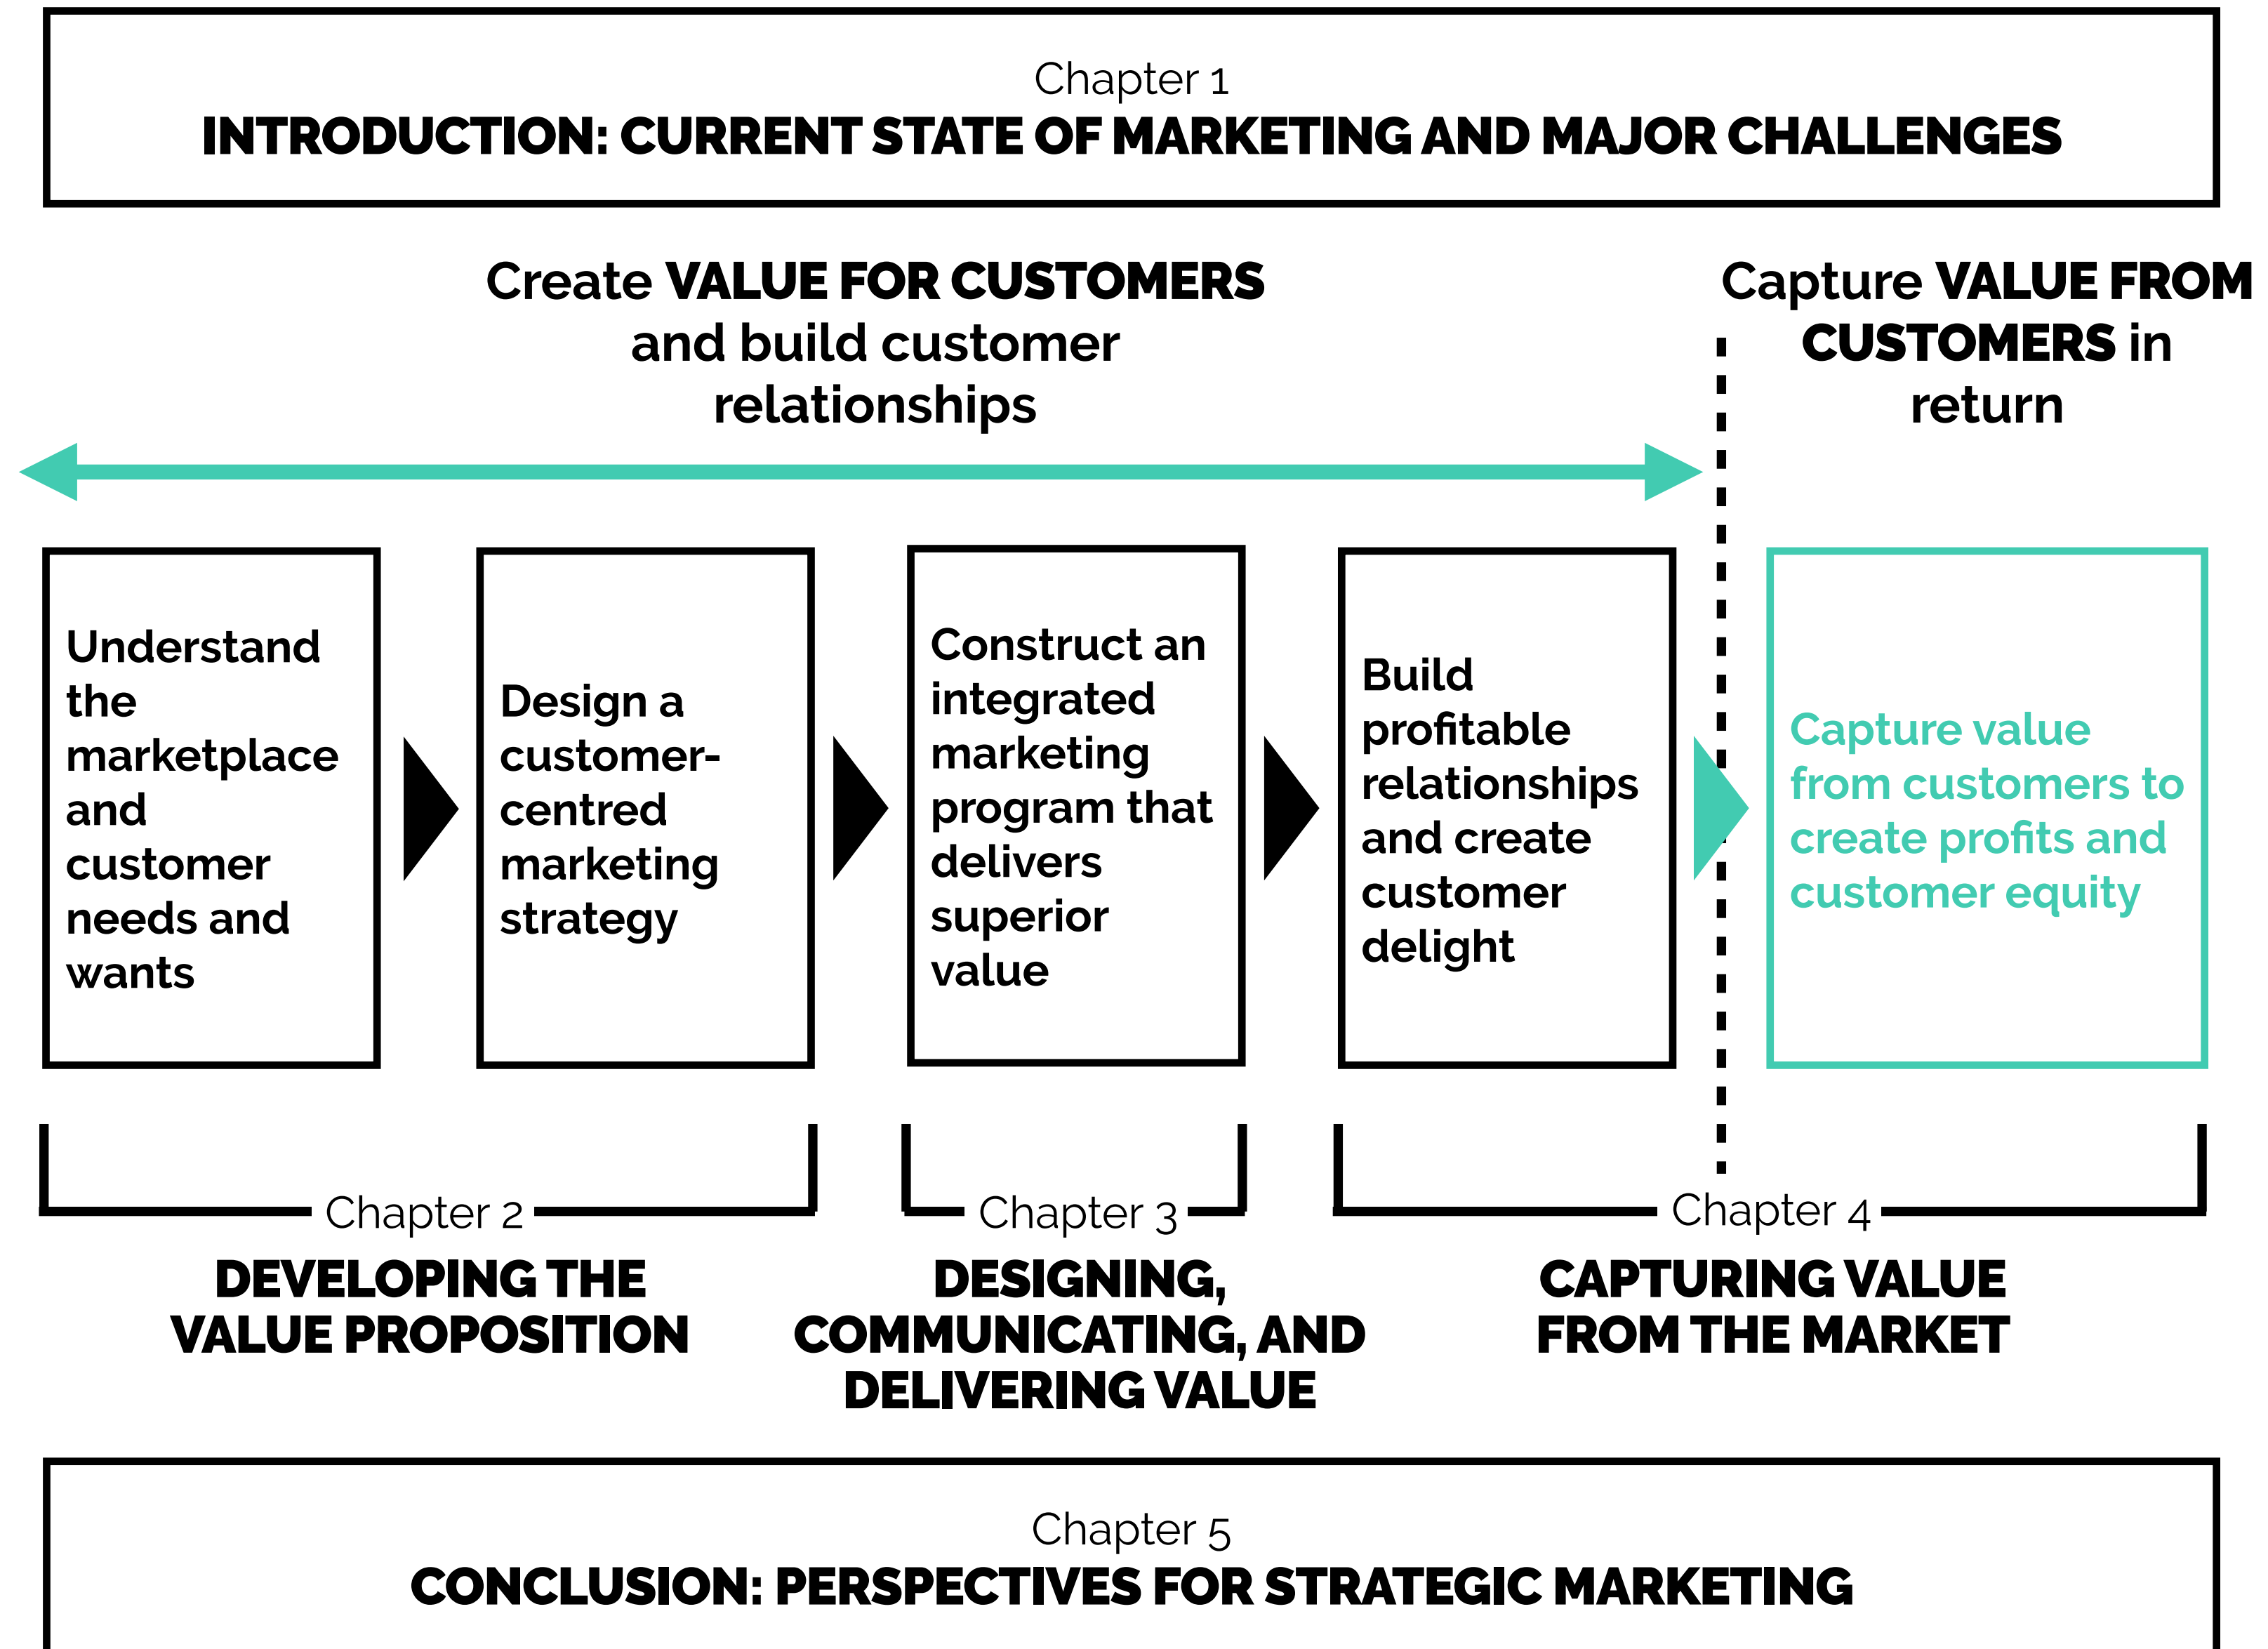 Chapter 1
INTRODUCTION: CURRENT STATE OF MARKETING AND MAJOR CHALLENGES
Create VALUE FOR CUSTOMERS
and build customer
relationships
Capture VALUE FROM
CUSTOMERS in
return
Understand
the
marketplace
and
customer
needs and
wants
Design a
customer-
centred
marketing
strategy
Construct an
integrated
marketing
program that
delivers
superior
value
Build
profitable
relationships
and create
customer
delight
Capture value
from customers to
create profits and
customer equity
Chapter 2
DEVELOPING THE
VALUE PROPOSITION
Chapter 3
DESIGNING,
COMMUNICATING, AND
DELIVERING VALUE
Chapter 4
CAPTURING VALUE
FROM THE MARKET
Chapter 5
CONCLUSION: PERSPECTIVES FOR STRATEGIC MARKETING